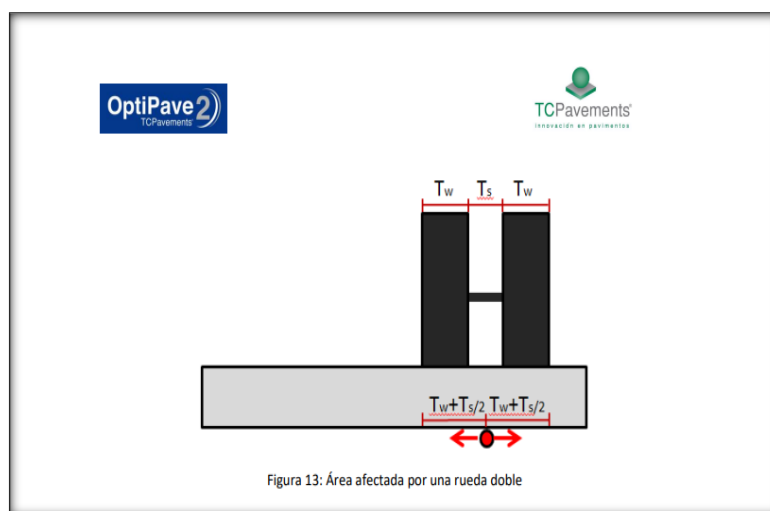 OptiPave2
TCPavements®
TCPavements®
innovación en pavimentos
Tw Ts Tw
Tw+Ts/2 Tw+Ts/2
Figura 13: Área afectada por una rueda doble